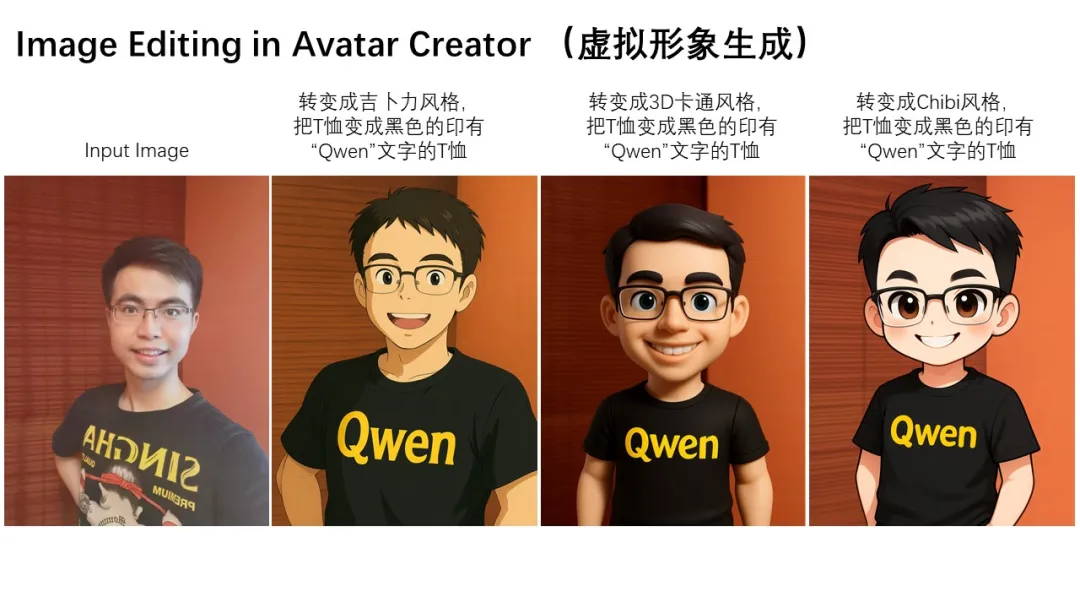 Image Editing in Avatar Creator （虚拟形象生成）
Input Image
转变成吉卜力风格，
把T恤变成黑色的印有
“Qwen”文字的T恤
转变成3D卡通风格，
把T恤变成黑色的印有
“Qwen”文字的T恤
转变成Chibi风格，
把T恤变成黑色的印有
“Qwen”文字的T恤
SINGHA
PREMIUM
Qwen
Qwen
Qwen